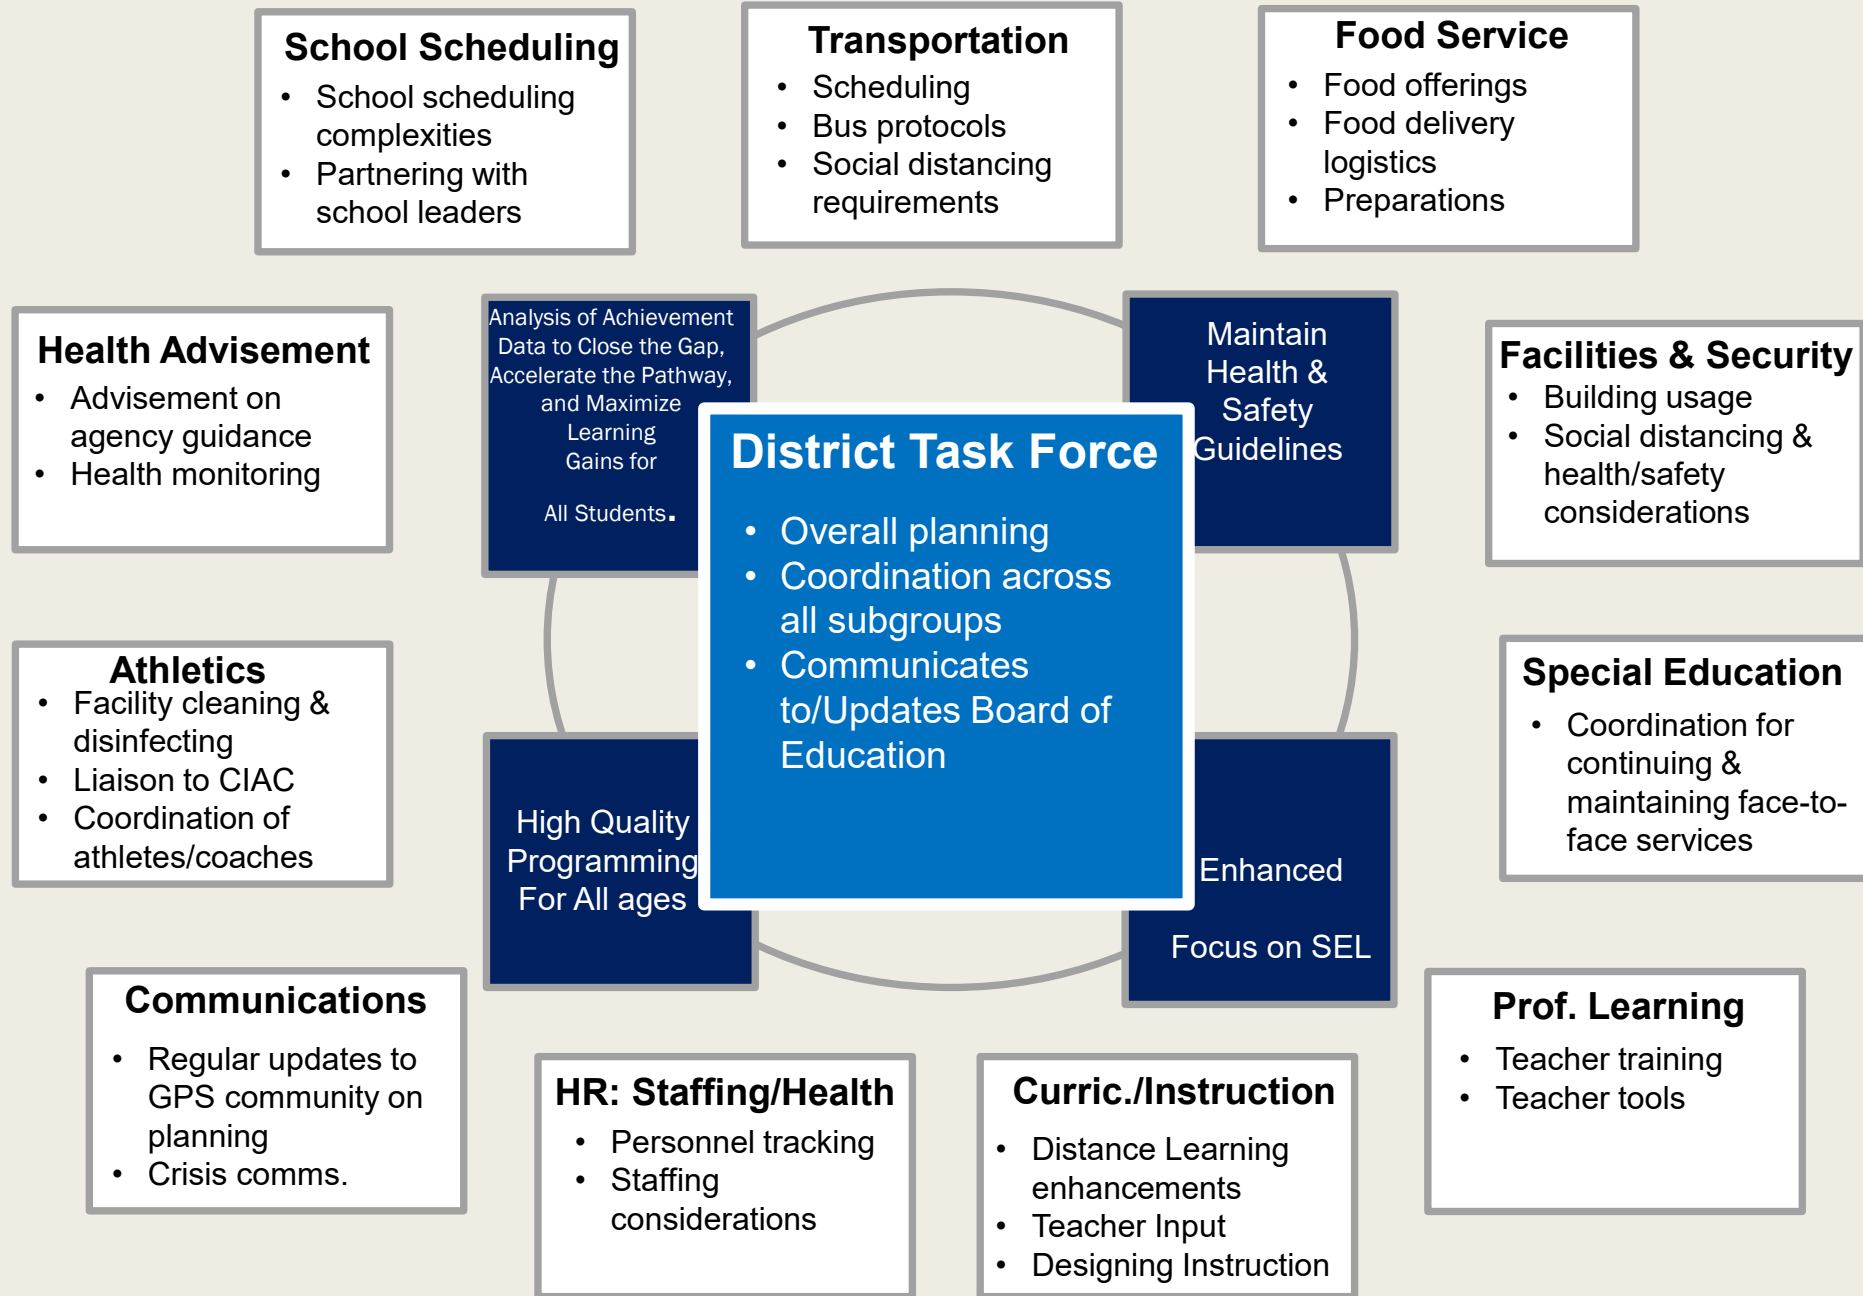 School Scheduling
• School scheduling
complexities
• Partnering with
school leaders
Transportation
• Scheduling
• Bus protocols
• Social distancing
requirements
Food Service
• Food offerings
• Food delivery
logistics
• Preparations
Health Advisement
• Advisement on
agency guidance
• Health monitoring
Analysis of Achievement
Data to Close the Gap,
Accelerate the Pathway,
and Maximize
Learning
Gains for
All Students.
Maintain
Health &
Safety
Guidelines
Facilities & Security
• Building usage
• Social distancing &
health/safety
considerations
District Task Force
• Overall planning
• Coordination across
all subgroups
• Communicates
to/Updates Board of
Education
Athletics
• Facility cleaning &
disinfecting
• Liaison to CIAC
• Coordination of
athletes/coaches
Special Education
• Coordination for
continuing &
maintaining face-to-
face services
High Quality
Programming
For All ages
Enhanced
Focus on SEL
Communications
• Regular updates to
GPS community on
planning
• Crisis comms.
HR: Staffing/Health
• Personnel tracking
• Staffing
considerations
Curric./Instruction
• Distance Learning
enhancements
• Teacher Input
• Designing Instruction
Prof. Learning
• Teacher training
• Teacher tools